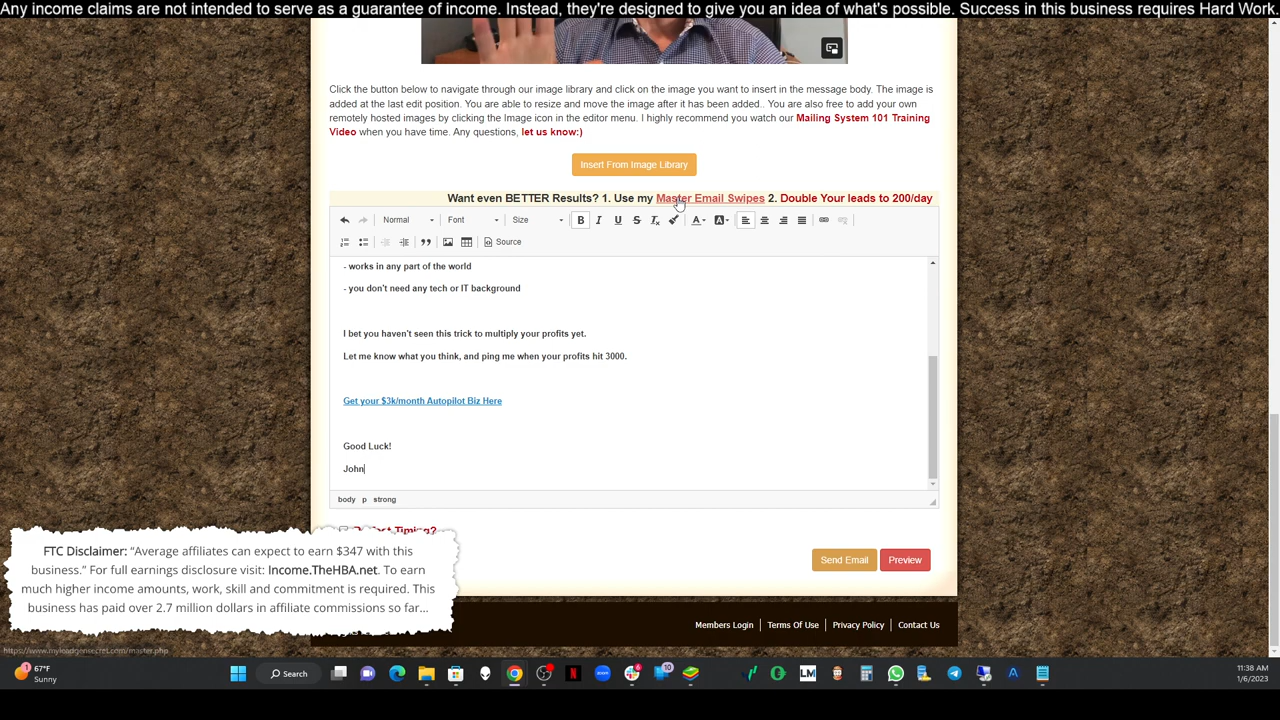 Any income claims are not intended to serve as a guarantee of income. Instead, they're designed to give you an idea of what's possible. Success in this business requires Hard Work.
Click the button below to navigate through our image library and click on the image you want to insert in the message body. The image is
added at the last edit position. You are able to resize and move the image after it has been added.. You are also free to add your own
remotely hosted images by clicking the Image icon in the editor menu. I highly recommend you watch our Mailing System 101 Training
Video when you have time. Any questions, let us know:)
Insert From Image Library
Want even BETTER Results? 1. Use my Master Email Swipes 2. Double Your leads to 200/day
Normal Font Size B I U S Tx A A
Source
- works in any part of the world
- you don't need any tech or IT background
I bet you haven't seen this trick to multiply your profits yet.
Let me know what you think, and ping me when your profits hit 3000.
Get your $3k/month Autopilot Biz Here
Good Luck!
John
body p strong
Send Email Preview
FTC Disclaimer: “Average affiliates can expect to earn $347 with this
business.” For full earnings disclosure visit: Income.TheHBA.net. To earn
much higher income amounts, work, skill and commitment is required. This
business has paid over 2.7 million dollars in affiliate commissions so far...
Members Login Terms Of Use Privacy Policy Contact Us
https://www.myleadgensecret.com/master.php
67°F
Sunny
Search
LM
11:38 AM
1/6/2023